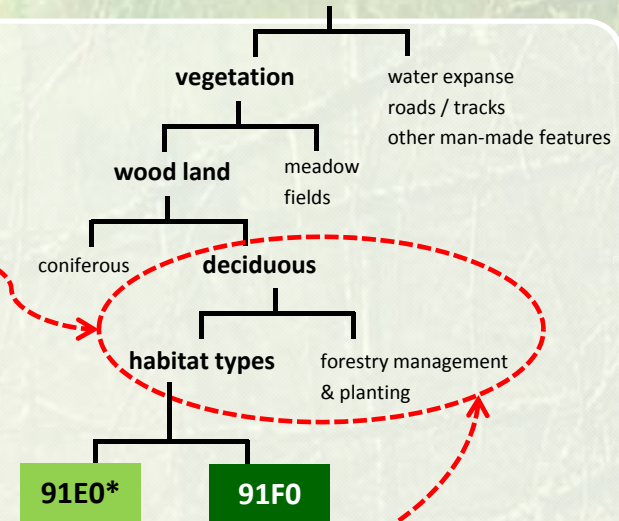 vegetation
water expanse
roads / tracks
other man-made features
wood land
meadow
fields
coniferous
deciduous
habitat types
forestry management
& planting
91E0*
91F0